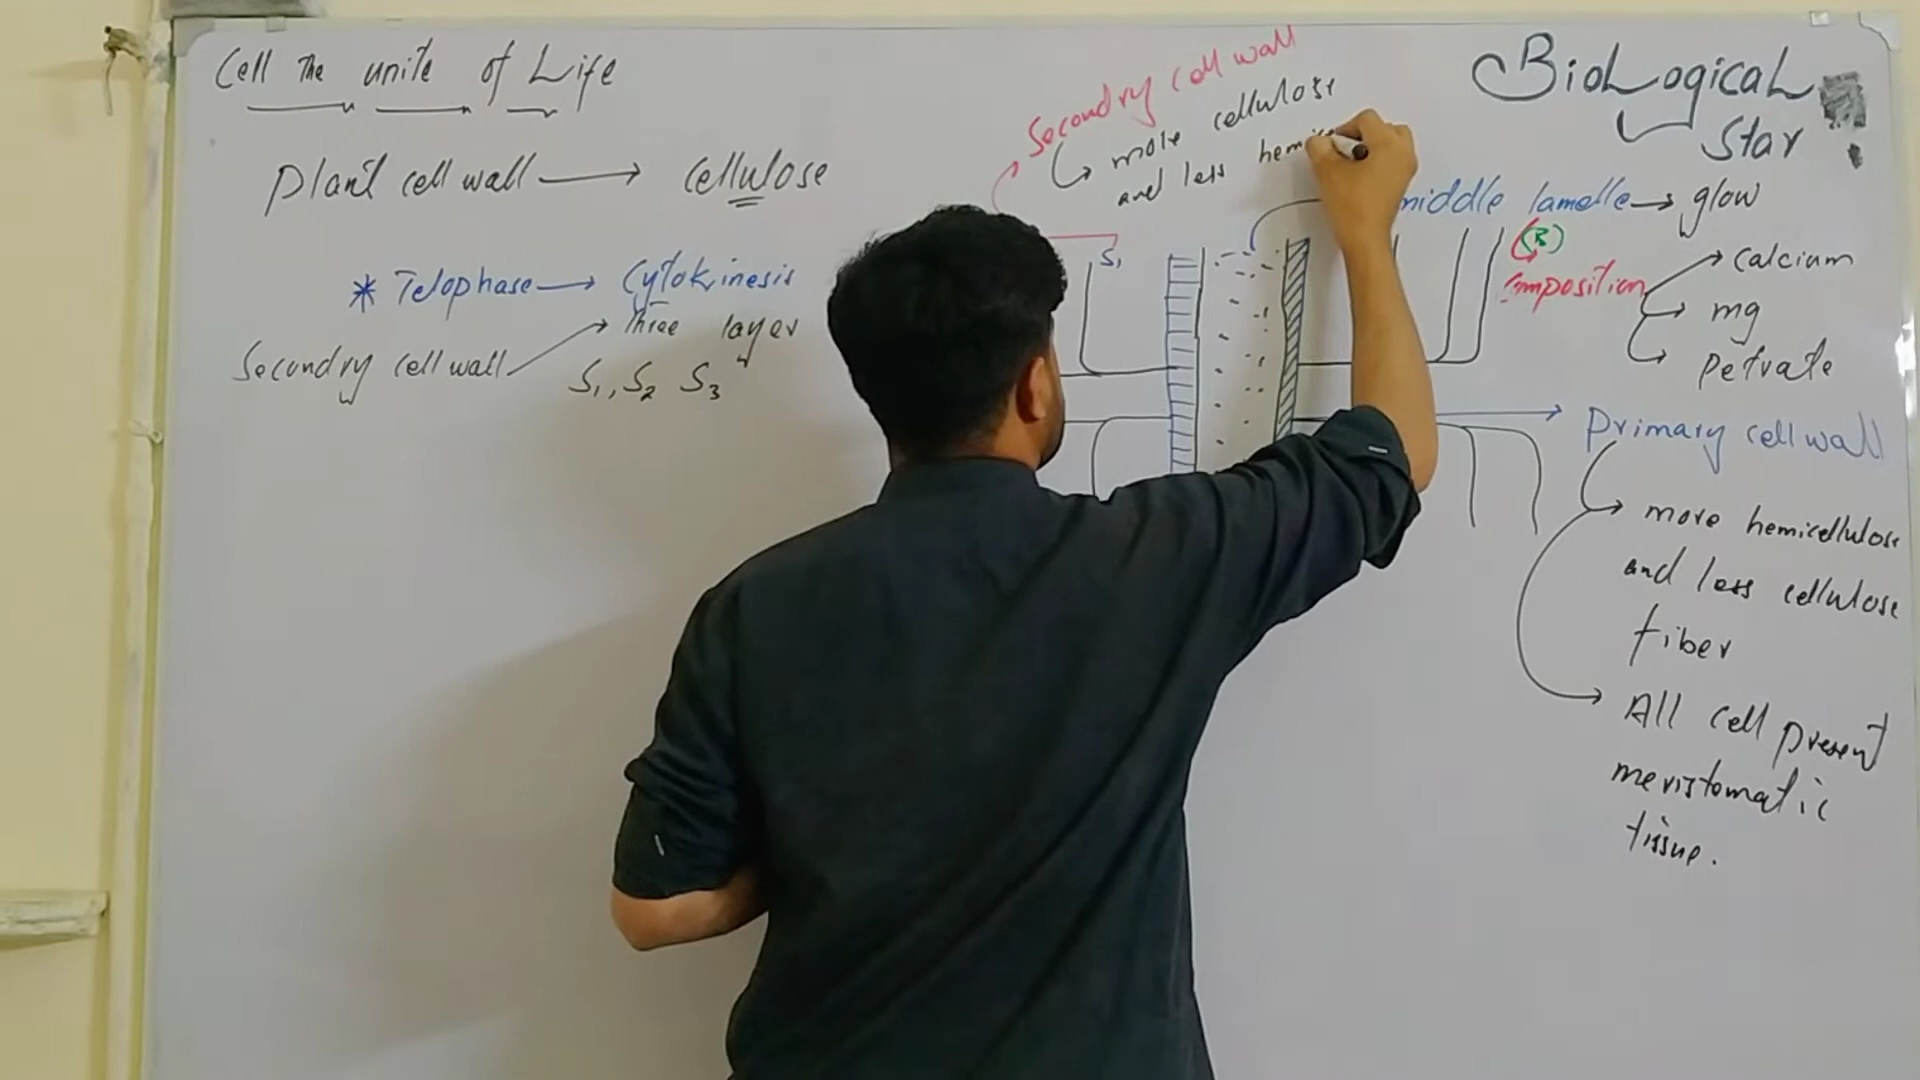 Cell The unite of Life
Plant cell wall → cellulose
* Telophase → Cytokinesis
Secondry cell wall → Three layer
S1, S2 S3
Secondry cell wall
more cellulose
and less hemice
S1
BioLogicaL
Star
middle lamelle → glow
(B)
composition
calcium
mg
Petvate
Primary cell wall
more hemicellulose
and less cellulose
fiber
All cell present
meristematic
tissue.